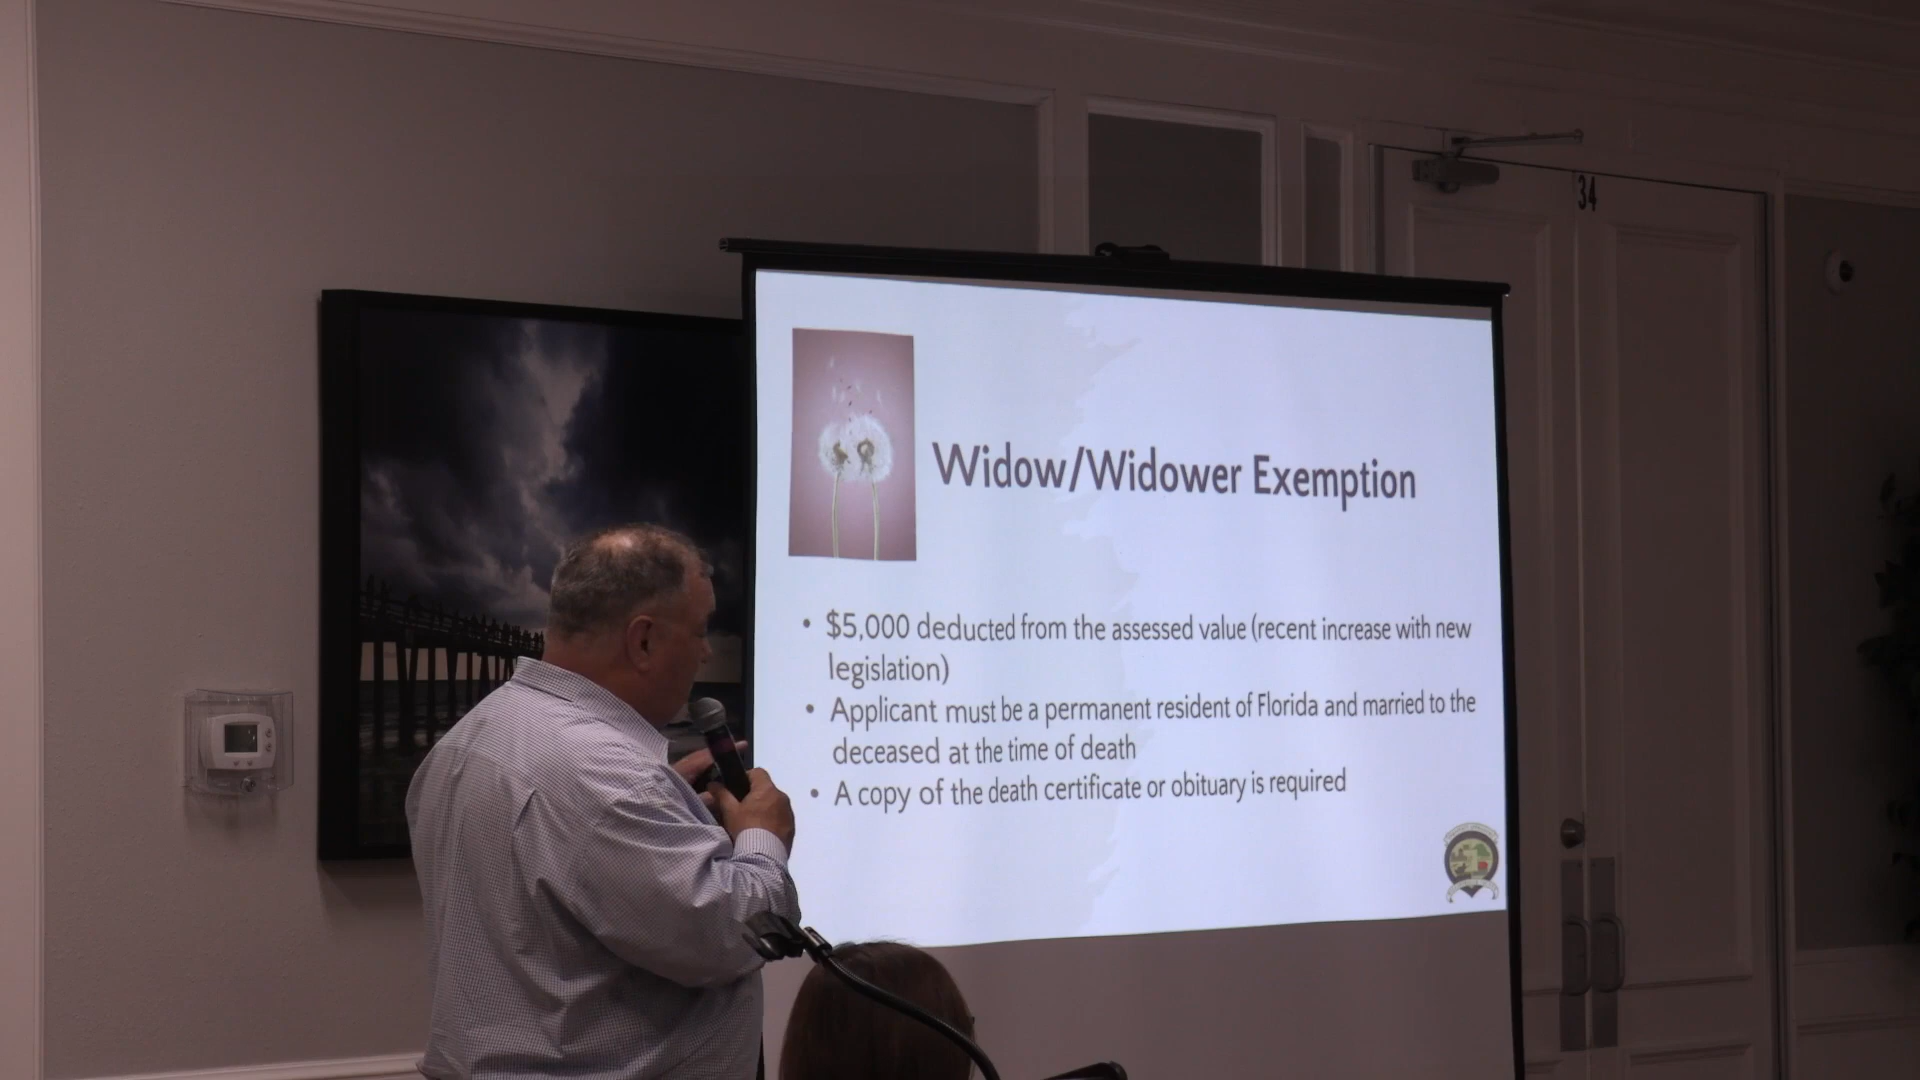 34
Widow/Widower Exemption
• $5,000 deducted from the assessed value (recent increase with new
legislation)
• Applicant must be a permanent resident of Florida and married to the
deceased at the time of death
• A copy of the death certificate or obituary is required